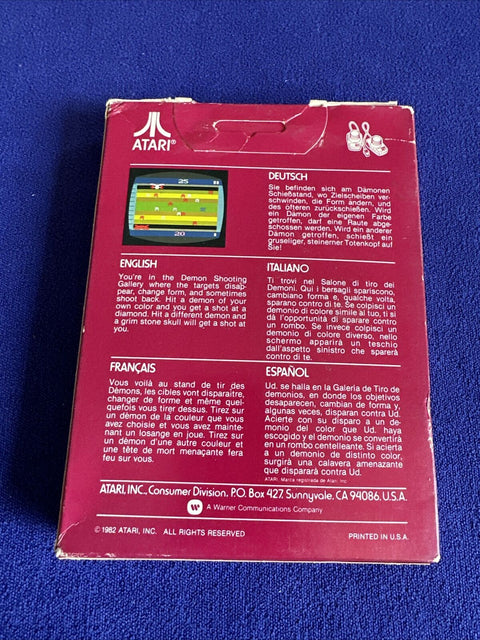 ATARI®
25
20
DEUTSCH
Sie befinden sich am Dämonen
Schießstand, wo Zielscheiben ver-
schwinden, die Form ändern, und
des öfteren zurückschießen. Wird
ein Dämon der eigenen Farbe
getroffen, darf eine Raute abge-
schossen werden. Wird ein anderer
Dämon getroffen, schießt ein
gruseliger, steinerner Totenkopf auf
Sie!
ENGLISH
You're in the Demon Shooting
Gallery where the targets disap
pear, change form, and sometimes
shoot back. Hit a demon of your
own color and you get a shot at a
diamond. Hit a different demon and
a grim stone skull will get a shot at
you.
ITALIANO
Ti trovi nel Salone di tiro dei
Demoni. Qui i bersagli spariscono,
cambiano forma e, qualche volta,
sparano contro di te. Se colpisci un
demonio di colore simile al tuo, ti si
dà l'opportunità di sparare contro
un rombo. Se invece colpisci un
demonio di colore diverso, nello
schermo apparirà un teschio
dall'aspetto sinistro che sparerà
contro di te.
FRANÇAIS
Vous voilà au stand de tir des
Démons, les cibles vont disparaître,
changer de forme et même quel-
quefois vous tirer dessus. Tirez sur
un démon de la couleur que vous
avez choisie et vous avez mainte-
nant un losange en joue. Tirez sur
un démon d'une autre couleur et
une tête de mort menaçante fera
feu sur vous.
ESPAÑOL
Ud. se halla en la Galería de Tiro de
demonios, en donde los objetivos
desaparecen, cambian de forma y,
algunas veces, disparan contra Ud.
Acierte con su disparo a un de-
monio del color que Ud. haya
escogido y el demonio se convertirá
en un rombo centelleante. Si acierta
a un demonio de distinto color,
surgirá una calavera amenazante
que disparará contra Ud.
ATARI, Marca registrada de Atari, Inc.
ATARI, INC., Consumer Division, P.O. Box 427, Sunnyvale, CA 94086, U.S.A.
A Warner Communications Company
©1982 ATARI, INC. ALL RIGHTS RESERVED
PRINTED IN U.S.A.